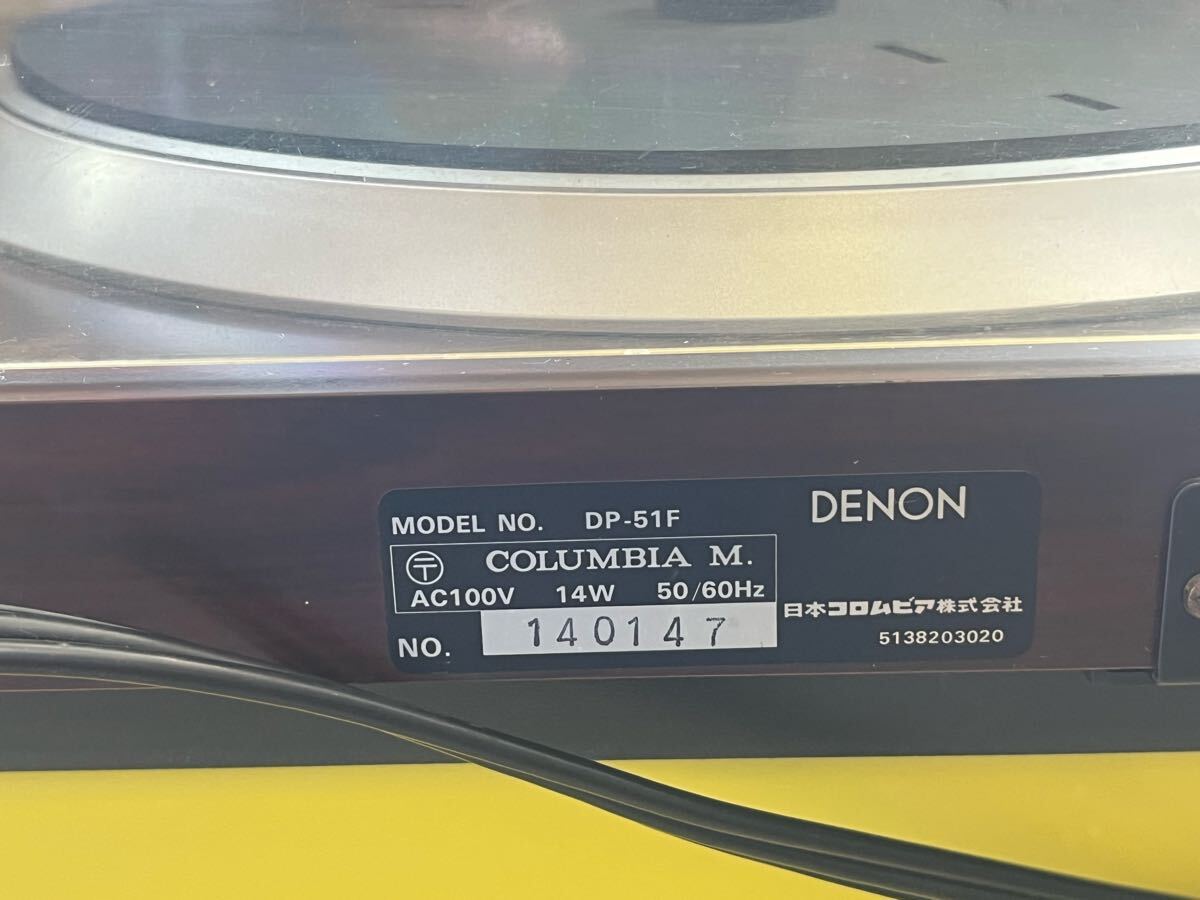 MODEL NO. DP-51F
DENON
〒 COLUMBIA M.
AC100V 14W 50/60Hz
NO. 140147
日本コロムビア株式会社
5138203020